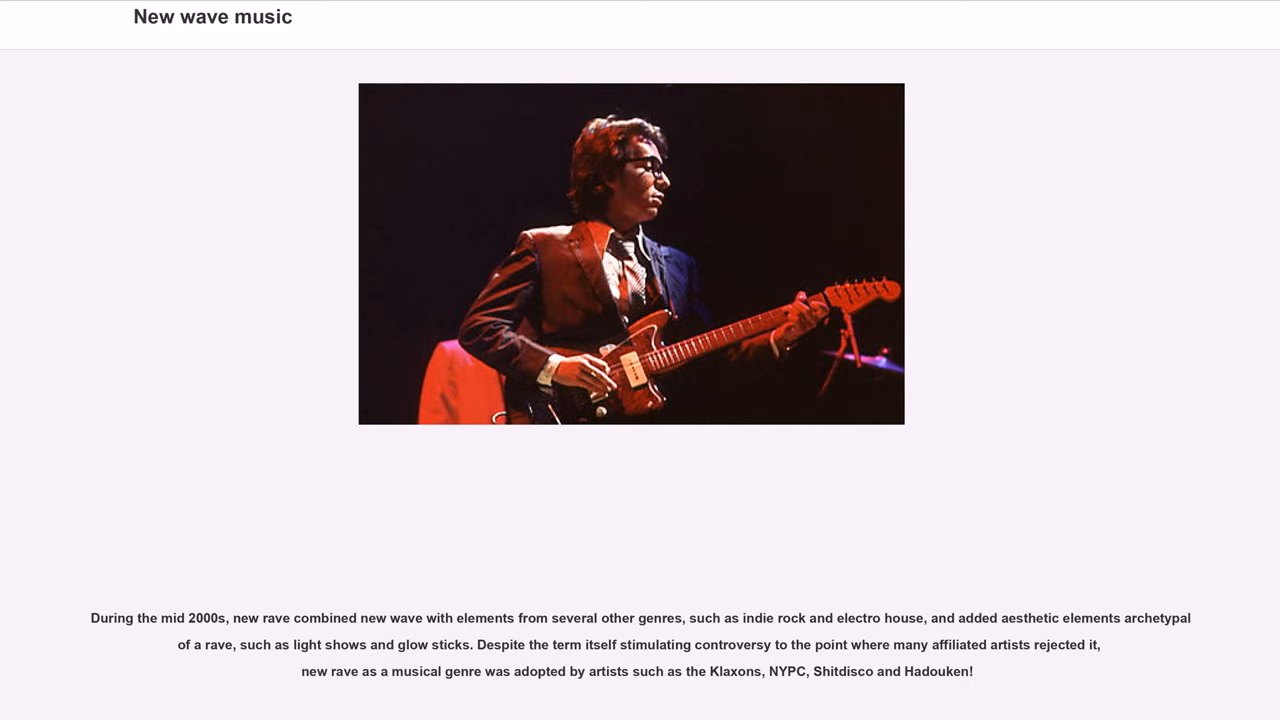 New wave music
During the mid 2000s, new rave combined new wave with elements from several other genres, such as indie rock and electro house, and added aesthetic elements archetypal
of a rave, such as light shows and glow sticks. Despite the term itself stimulating controversy to the point where many affiliated artists rejected it,
new rave as a musical genre was adopted by artists such as the Klaxons, NYPC, Shitdisco and Hadouken!